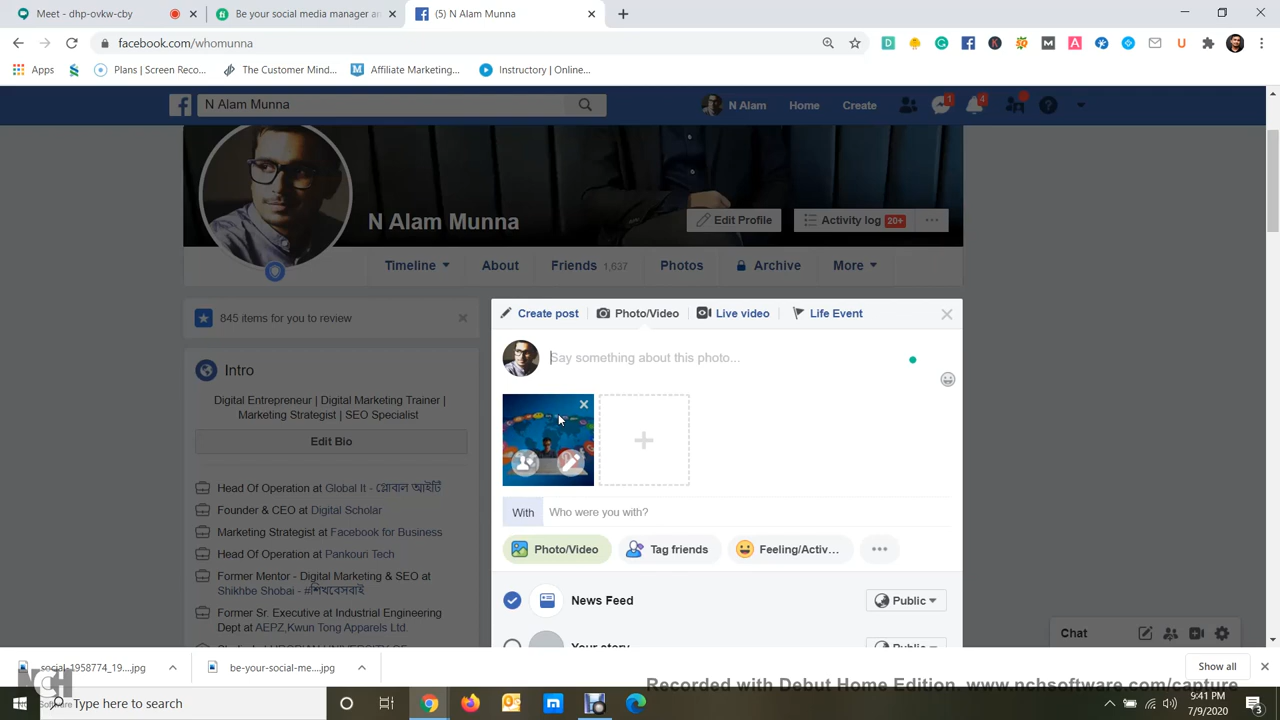 Meet - dhp-ovkw-cby
Be your social media manager an
(5) N Alam Munna
facebook.com/whomunna
Apps
Plans | Screen Reco...
The Customer Mind...
Affiliate Marketing...
Instructory | Online...
N Alam Munna
N Alam
Home
Create
1
4
N Alam Munna
Edit Profile
Activity log 20+
Timeline
About
Friends 1,637
Photos
Archive
More
845 items for you to review
Create post
Photo/Video
Live video
Life Event
Say something about this photo...
Intro
Digital Entrepreneur | Digital Marketing Trainer |
Marketing Strategist | SEO Specialist
Edit Bio
Head Of Operation at Global It - গ্লোবাল আইটি
Founder & CEO at Digital Scholar
Marketing Strategist at Facebook for Business
Head Of Operation at Pankouri Tech
Former Mentor - Digital Marketing & SEO at
Shikhbe Shobai - #শিখবেসবাই
Former Sr. Executive at Industrial Engineering
Dept at AEPZ,Kwun Tong Apparels Ltd.
With Who were you with?
Photo/Video
Tag friends
Feeling/Activ...
News Feed
Public
Your story
Public
Chat
social-1958774_19....jpg
be-your-social-me....jpg
Show all
NCH
Software
Recorded with Debut Home Edition. www.nchsoftware.com/capture
Type here to search
9:41 PM
7/9/2020
3